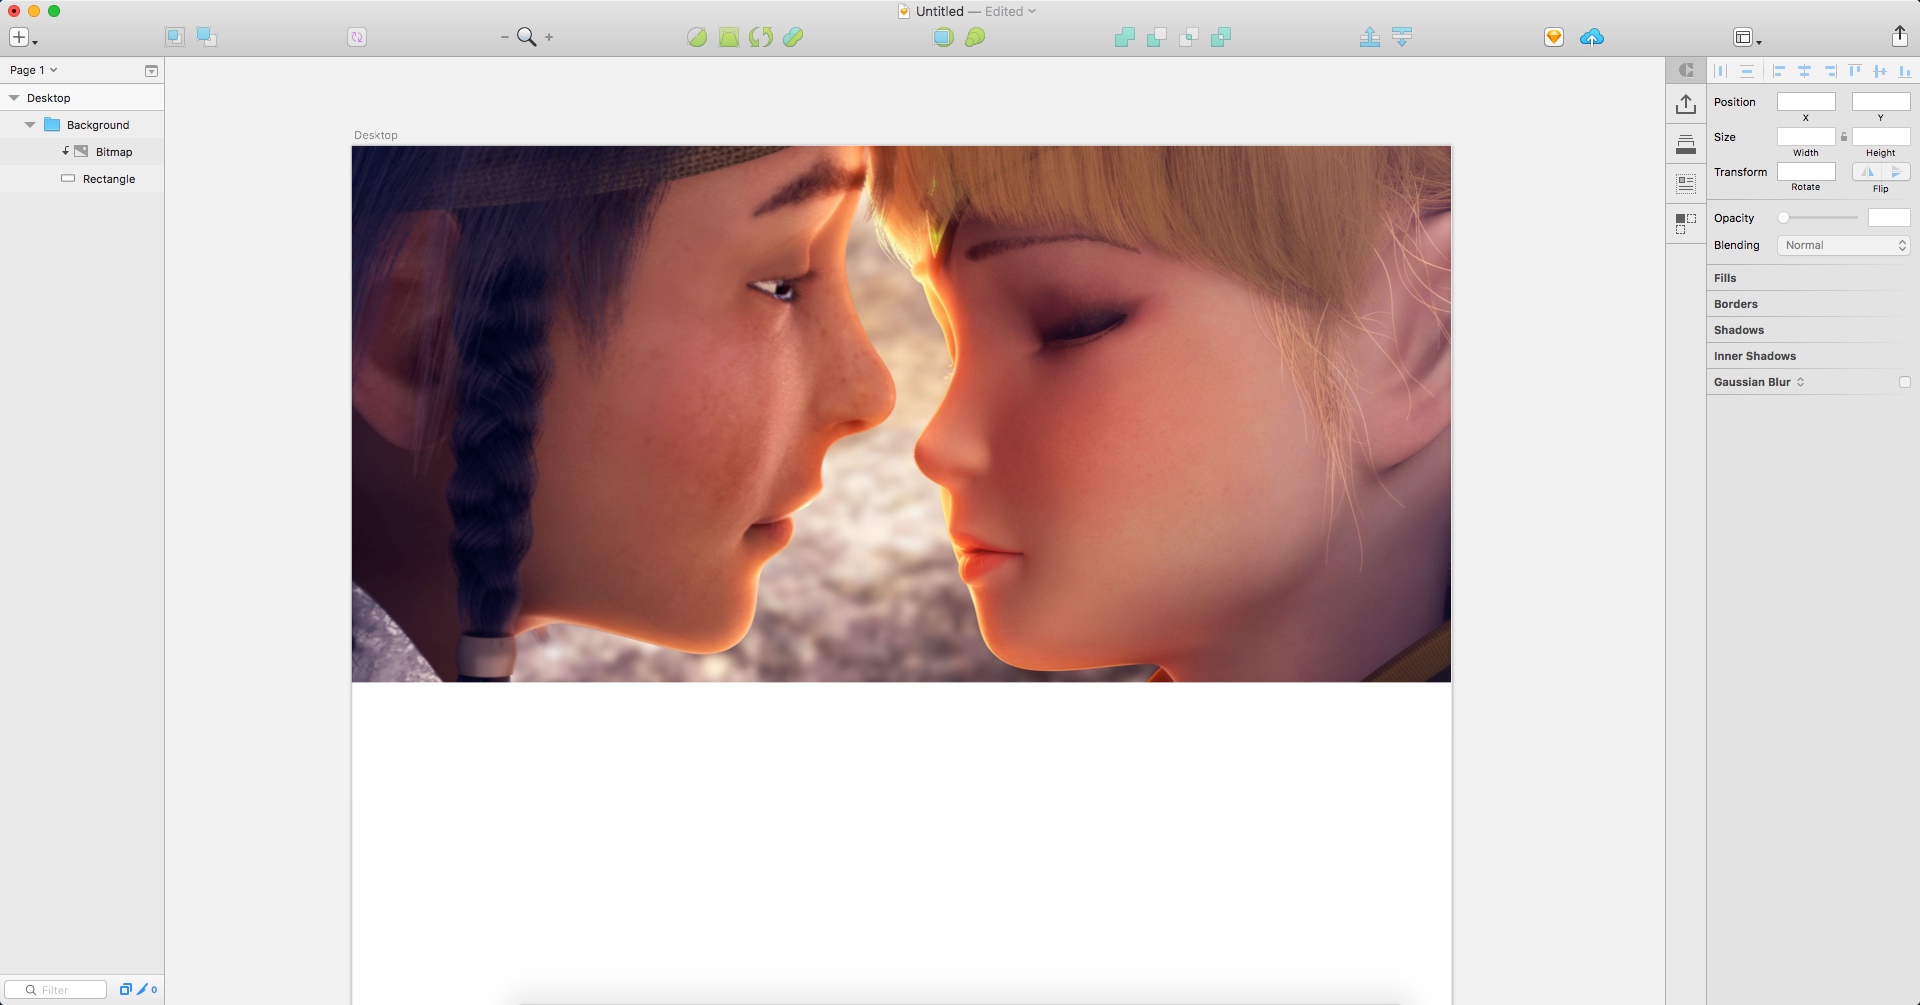 Untitled — Edited
Page 1
Desktop
Background
Bitmap
Rectangle
Filter
0
Desktop
Position
X
Y
Size
Width
Height
Transform
Rotate
Flip
Opacity
Blending
Normal
Fills
Borders
Shadows
Inner Shadows
Gaussian Blur